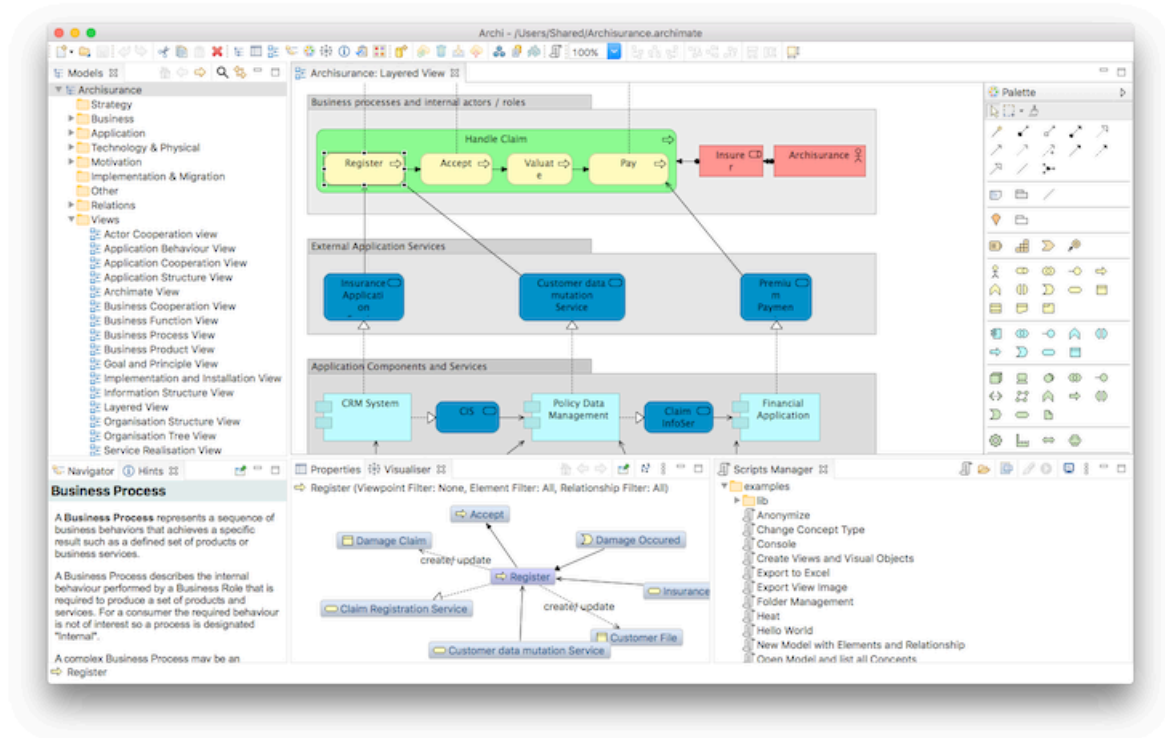 Archi - /Users/Shared/Archisurance.archimate
100%
Models
Archisurance
Strategy
Business
Application
Technology & Physical
Motivation
Implementation & Migration
Other
Relations
Views
Actor Cooperation view
Application Behaviour View
Application Cooperation View
Application Structure View
Archimate View
Business Cooperation View
Business Function View
Business Process View
Business Product View
Goal and Principle View
Implementation and Installation View
Information Structure View
Layered View
Organisation Structure View
Organisation Tree View
Service Realisation View
Archisurance: Layered View
Business processes and internal actors / roles
Handle Claim
Register
Accept
Valuat
e
Pay
Insure
r
Archisurance
External Application Services
Insurance
Applicati
on
Customer data
mutation
Service
Premiu
m
Paymen
Application Components and Services
CRM System
CIS
Policy Data
Management
Claim
InfoSer
Financial
Application
Palette
Navigator
Hints
Business Process
A Business Process represents a sequence of
business behaviors that achieves a specific
result such as a defined set of products or
business services.
A Business Process describes the internal
behaviour performed by a Business Role that is
required to produce a set of products and
services. For a consumer the required behaviour
is not of interest so a process is designated
"Internal".
A complex Business Process may be an
Properties
Visualiser
Register (Viewpoint Filter: None, Element Filter: All, Relationship Filter: All)
Accept
Damage Claim
Damage Occured
create/ update
Register
Insurance
Claim Registration Service
create/ update
Customer File
Customer data mutation Service
Scripts Manager
examples
lib
Anonymize
Change Concept Type
Console
Create Views and Visual Objects
Export to Excel
Export View Image
Folder Management
Heat
Hello World
New Model with Elements and Relationship
Open Model and list all Concepts
Register